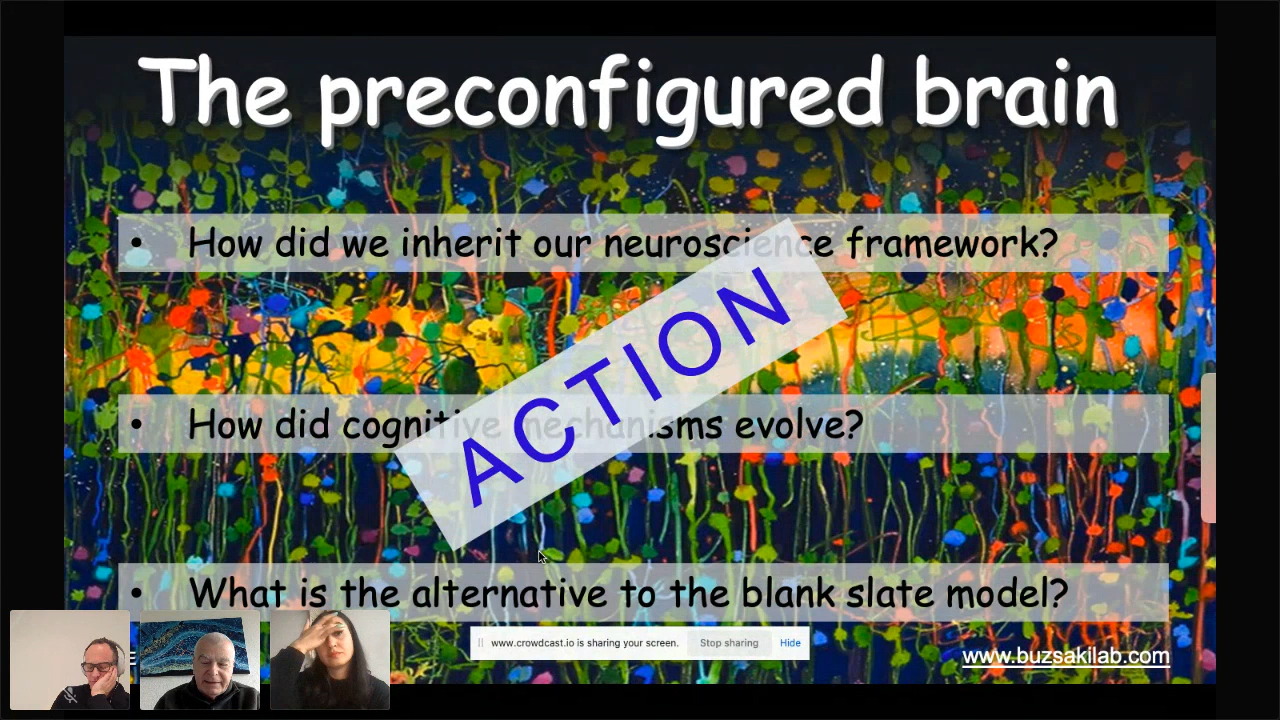 The preconfigured brain
• How did we inherit our neuroscience framework?
ACTION
• How did cognitive mechanisms evolve?
• What is the alternative to the blank slate model?
www.crowdcast.io is sharing your screen. Stop sharing Hide
www.buzsakilab.com